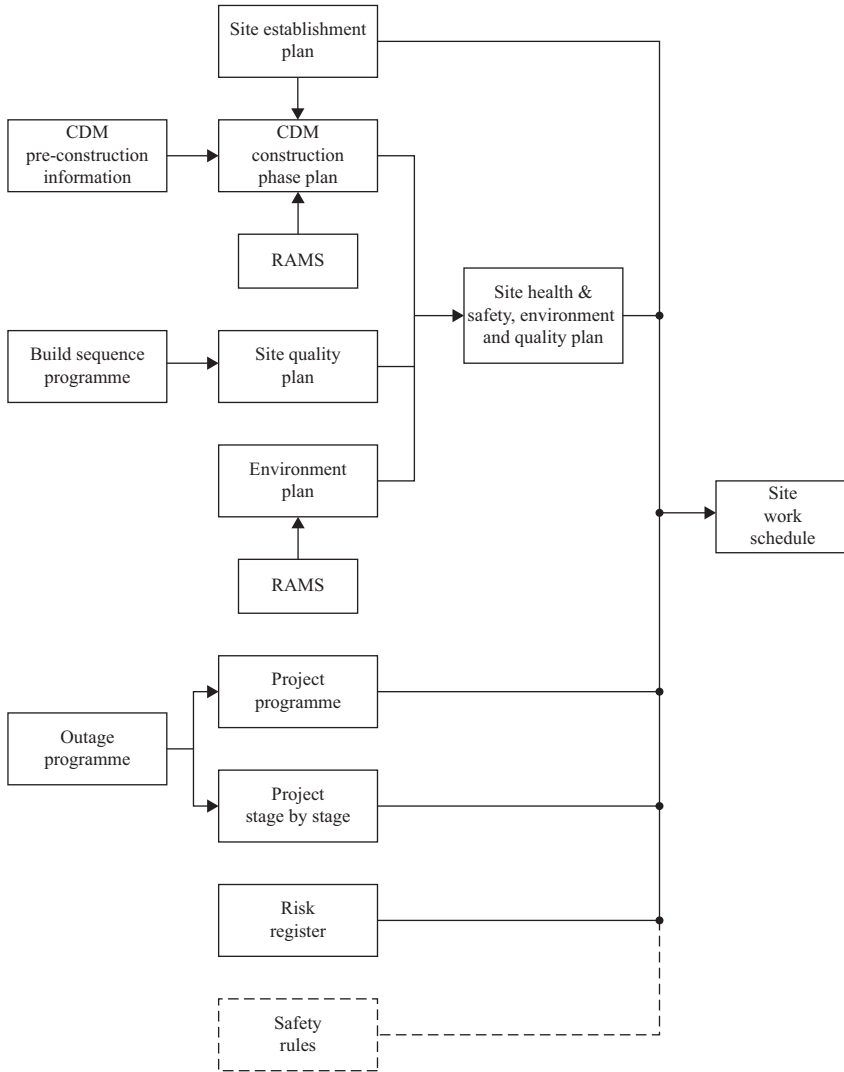 Site establishment
plan
CDM
pre-construction
information
CDM
construction
phase plan
RAMS
Site health &
safety, environment
and quality plan
Build sequence
programme
Site quality
plan
Environment
plan
Site
work
schedule
RAMS
Project
programme
Outage
programme
Project
stage by stage
Risk
register
Safety
rules